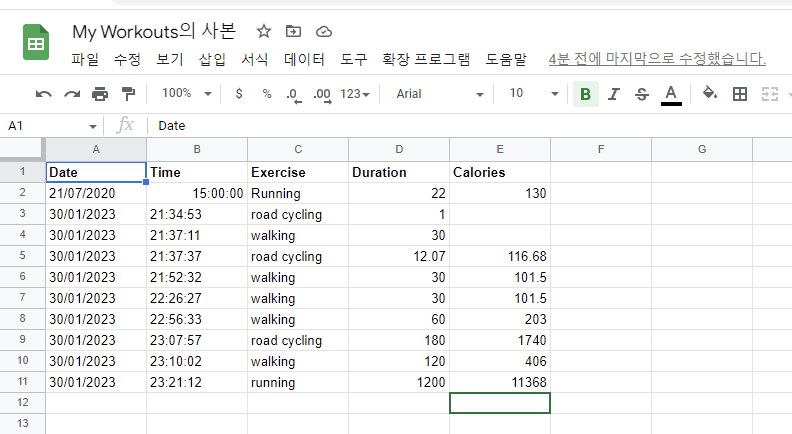 My Workouts의 사본
파일 수정 보기 삽입 서식 데이터 도구 확장 프로그램 도움말 4분 전에 마지막으로 수정했습니다.
100% $ % .0 .00 123 Arial 10 B I S A
A1 fx Date
A B C D E F G
1 Date Time Exercise Duration Calories
2 21/07/2020 15:00:00 Running 22 130
3 30/01/2023 21:34:53 road cycling 1
4 30/01/2023 21:37:11 walking 30
5 30/01/2023 21:37:37 road cycling 12.07 116.68
6 30/01/2023 21:52:32 walking 30 101.5
7 30/01/2023 22:26:27 walking 30 101.5
8 30/01/2023 22:56:33 walking 60 203
9 30/01/2023 23:07:57 road cycling 180 1740
10 30/01/2023 23:10:02 walking 120 406
11 30/01/2023 23:21:12 running 1200 11368
12
13